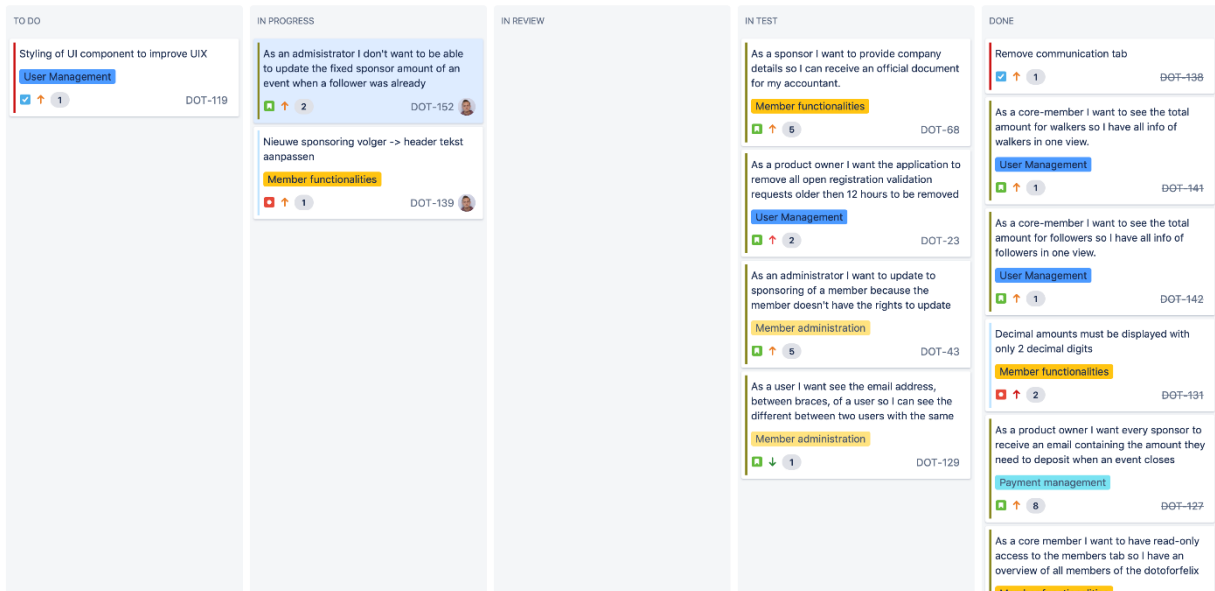 TO DO
Styling of UI component to improve UIX
User Management
1
DOT-119
IN PROGRESS
As an admisistrator I don't want to be able
to update the fixed sponsor amount of an
event when a follower was already
2
DOT-152
Nieuwe sponsoring volger -> header tekst
aanpassen
Member functionalities
1
DOT-139
IN REVIEW
IN TEST
As a sponsor I want to provide company
details so I can receive an official document
for my accountant.
Member functionalities
5
DOT-68
As a product owner I want the application to
remove all open registration validation
requests older then 12 hours to be removed
User Management
2
DOT-23
As an administrator I want to update to
sponsoring of a member because the
member doesn't have the rights to update
Member administration
5
DOT-43
As a user I want see the email address,
between braces, of a user so I can see the
different between two users with the same
Member administration
1
DOT-129
DONE
Remove communication tab
1
DOT-138
As a core-member I want to see the total
amount for walkers so I have all info of
walkers in one view.
User Management
1
DOT-141
As a core-member I want to see the total
amount for followers so I have all info of
followers in one view.
User Management
1
DOT-142
Decimal amounts must be displayed with
only 2 decimal digits
Member functionalities
2
DOT-131
As a product owner I want every sponsor to
receive an email containing the amount they
need to deposit when an event closes
Payment management
8
DOT-127
As a core member I want to have read-only
access to the members tab so I have an
overview of all members of the dotoforfelix